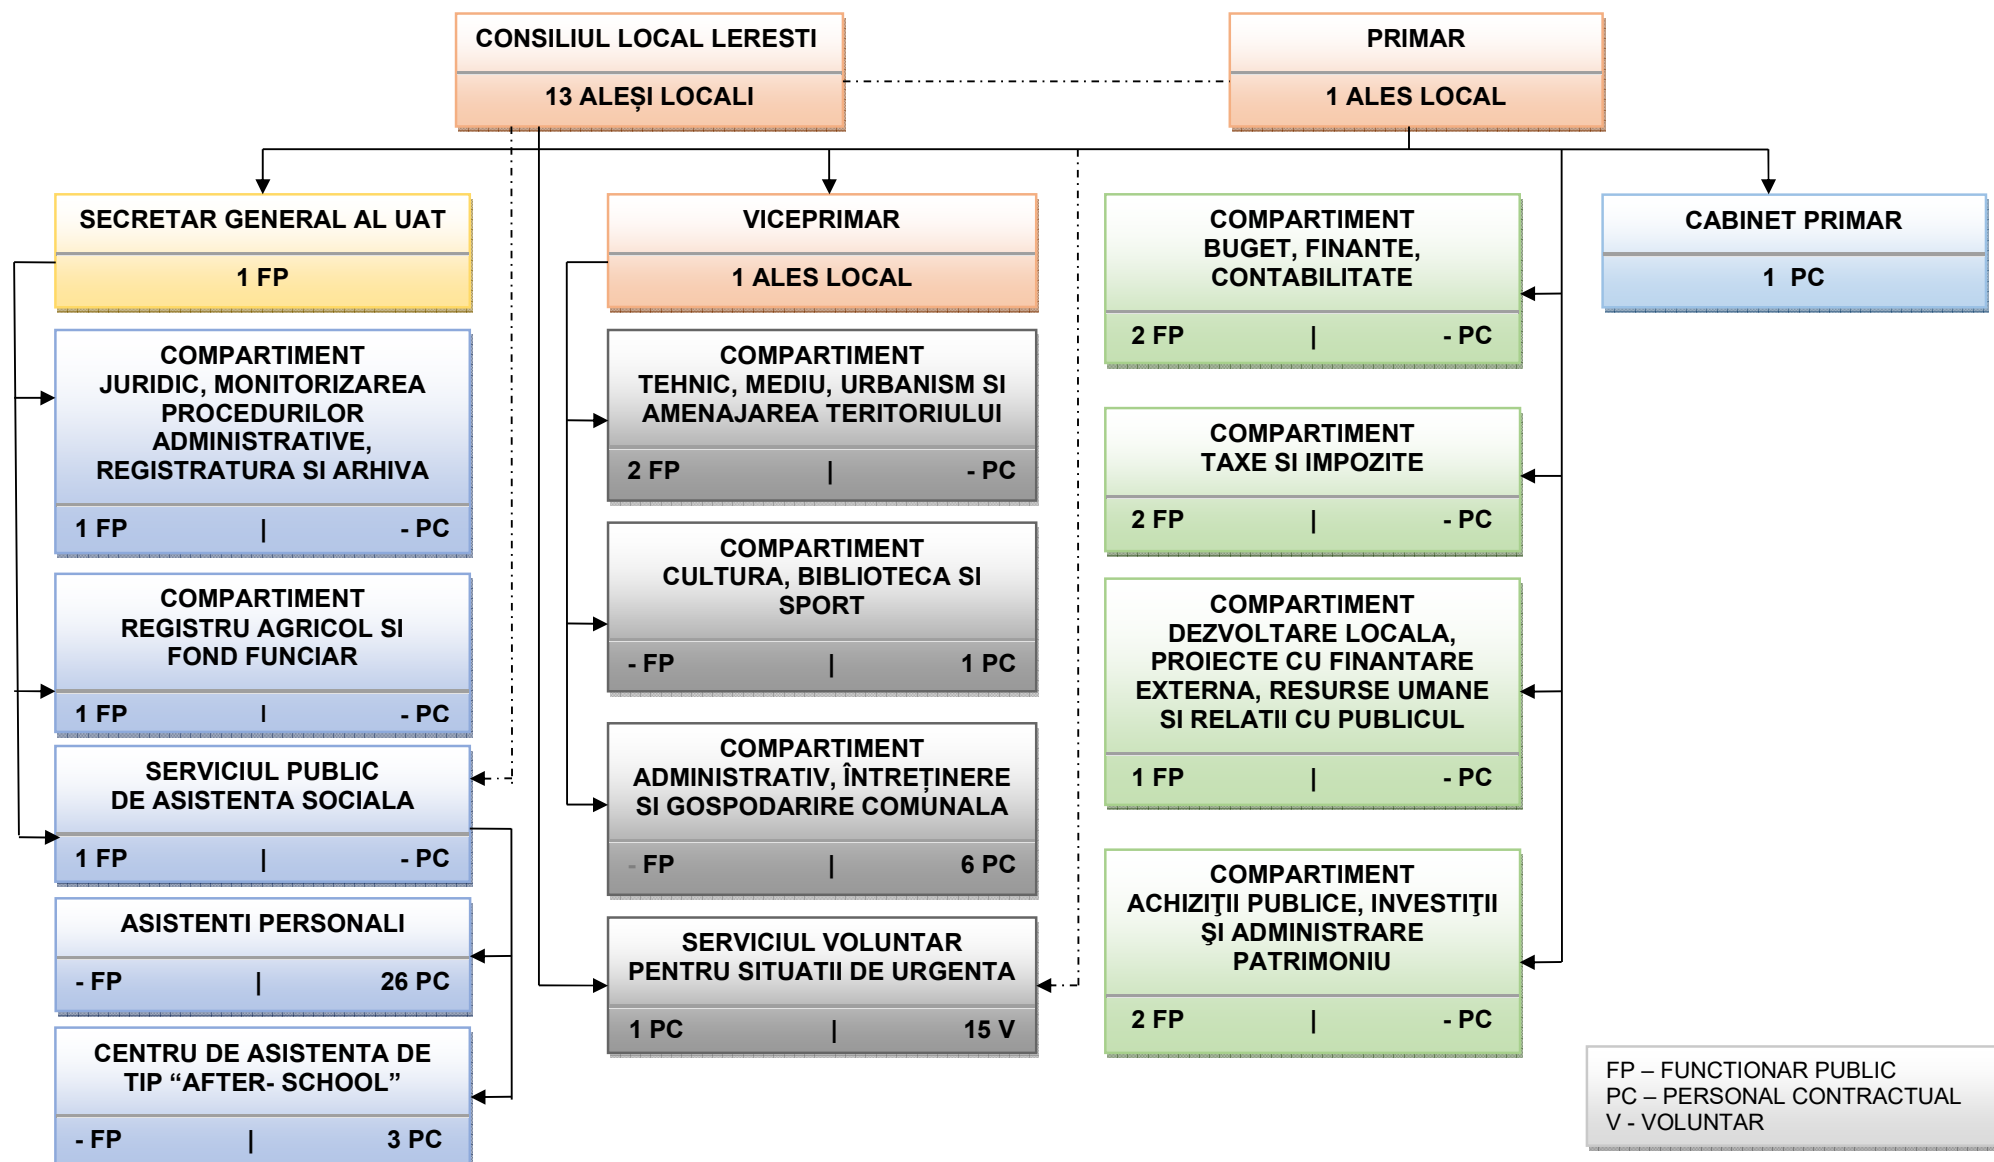 CONSILIUL LOCAL LERESTI
13 ALEȘI LOCALI
PRIMAR
1 ALES LOCAL
SECRETAR GENERAL AL UAT
1 FP
VICEPRIMAR
1 ALES LOCAL
COMPARTIMENT
BUGET, FINANTE,
CONTABILITATE
2 FP | - PC
CABINET PRIMAR
1 PC
COMPARTIMENT
JURIDIC, MONITORIZAREA
PROCEDURILOR
ADMINISTRATIVE,
REGISTRATURA SI ARHIVA
1 FP | - PC
COMPARTIMENT
REGISTRU AGRICOL SI
FOND FUNCIAR
1 FP | - PC
SERVICIUL PUBLIC
DE ASISTENTA SOCIALA
1 FP | - PC
ASISTENTI PERSONALI
- FP | 26 PC
CENTRU DE ASISTENTA DE
TIP “AFTER- SCHOOL”
- FP | 3 PC
COMPARTIMENT
TEHNIC, MEDIU, URBANISM SI
AMENAJAREA TERITORIULUI
2 FP | - PC
COMPARTIMENT
CULTURA, BIBLIOTECA SI
SPORT
- FP | 1 PC
COMPARTIMENT
ADMINISTRATIV, ÎNTREȚINERE
SI GOSPODARIRE COMUNALA
- FP | 6 PC
SERVICIUL VOLUNTAR
PENTRU SITUATII DE URGENTA
1 PC | 15 V
COMPARTIMENT
TAXE SI IMPOZITE
2 FP | - PC
COMPARTIMENT
DEZVOLTARE LOCALA,
PROIECTE CU FINANTARE
EXTERNA, RESURSE UMANE
SI RELATII CU PUBLICUL
1 FP | - PC
COMPARTIMENT
ACHIZIŢII PUBLICE, INVESTIŢII
ŞI ADMINISTRARE
PATRIMONIU
2 FP | - PC
FP – FUNCTIONAR PUBLIC
PC – PERSONAL CONTRACTUAL
V - VOLUNTAR